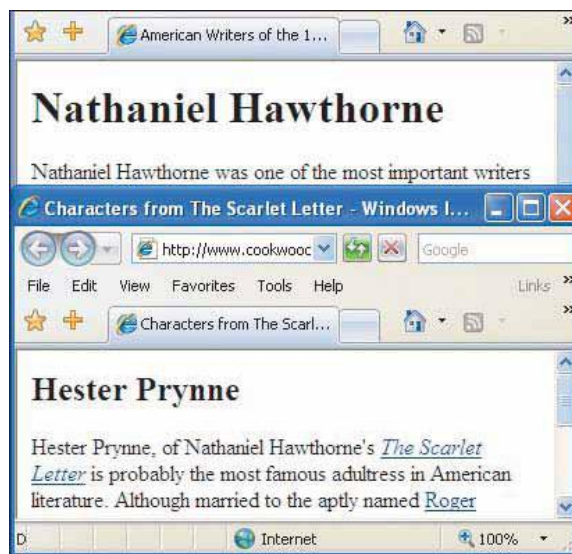 American Writers of the 1...
»
Nathaniel Hawthorne
Nathaniel Hawthorne was one of the most important writers
Characters from The Scarlet Letter - Windows I...
http://www.cookwooc
Google
File Edit View Favorites Tools Help Links »
Characters from The Scarl...
»
Hester Prynne
Hester Prynne, of Nathaniel Hawthorne's The Scarlet
Letter is probably the most famous adultress in American
literature. Although married to the aptly named Roger
D Internet 100%